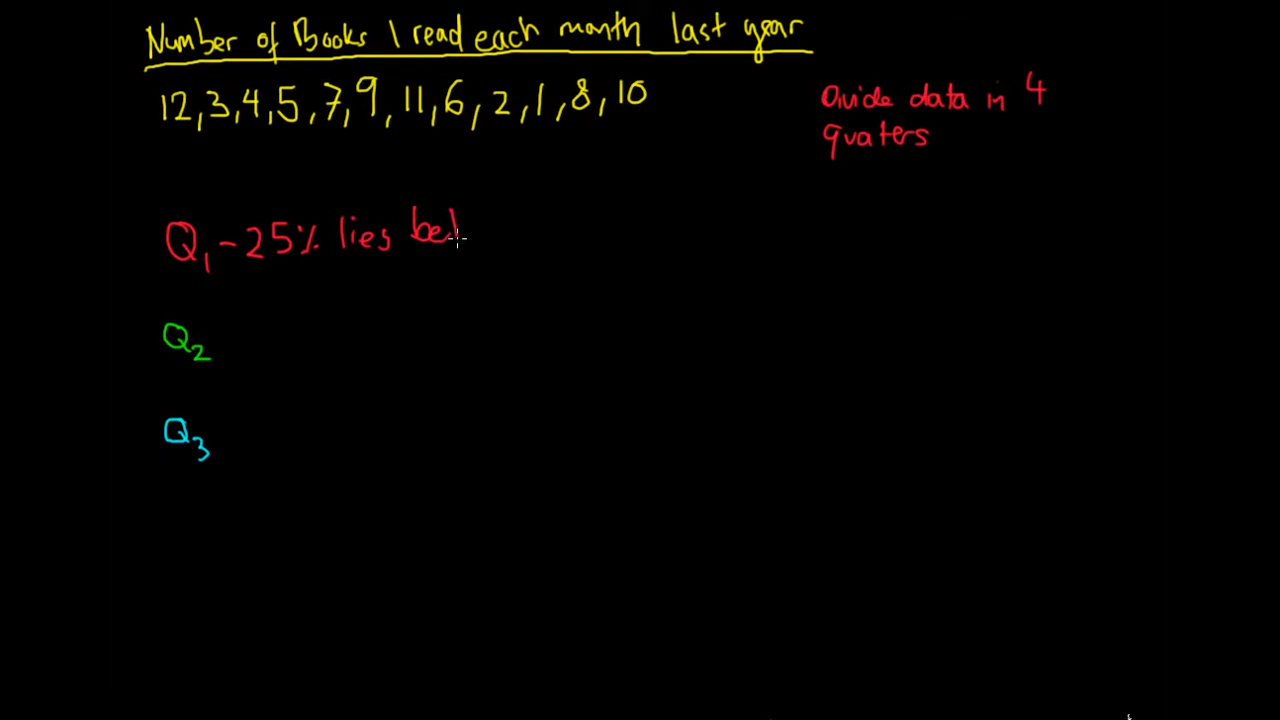 Number of Books I read each month last year
12,3,4,5,7,9,11,6,2,1,8,10
Divide data in 4
quaters
Q1 - 25% lies bel
Q2
Q3